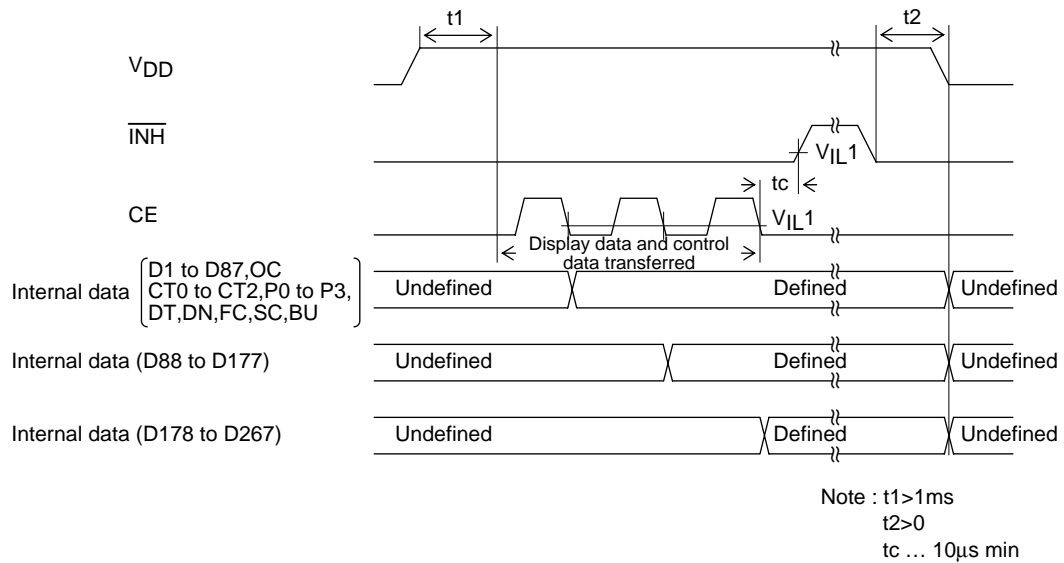 t1
t2
VDD
INH
VIL1
tc
CE
VIL1
Display data and control
data transferred
Internal data
D1 to D87,OC
CT0 to CT2,P0 to P3,
DT,DN,FC,SC,BU
Undefined
Defined
Undefined
Internal data (D88 to D177)
Undefined
Defined
Undefined
Internal data (D178 to D267)
Undefined
Defined
Undefined
Note : t1>1ms
t2>0
tc … 10μs min